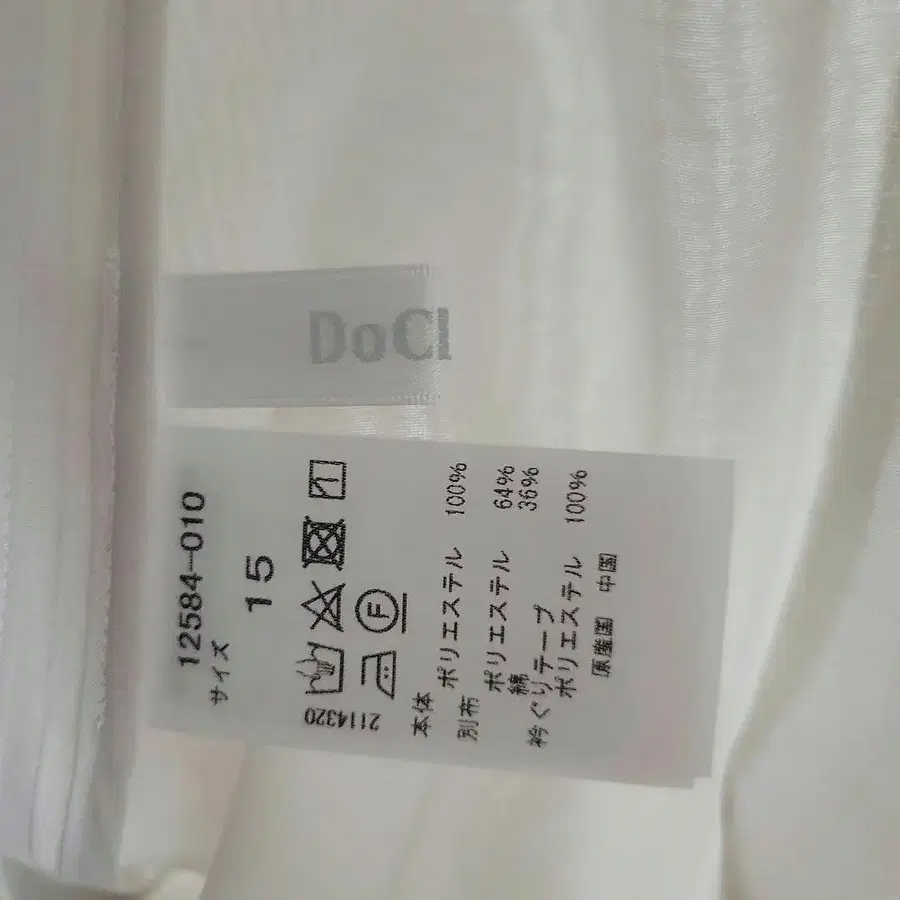 DoCl
12584-010
サイズ 15
2114320
F
本体
ポリエステル 100%
別布
ポリエステル 64%
綿 36%
衿ぐりテープ
ポリエステル 100%
原産国 中国